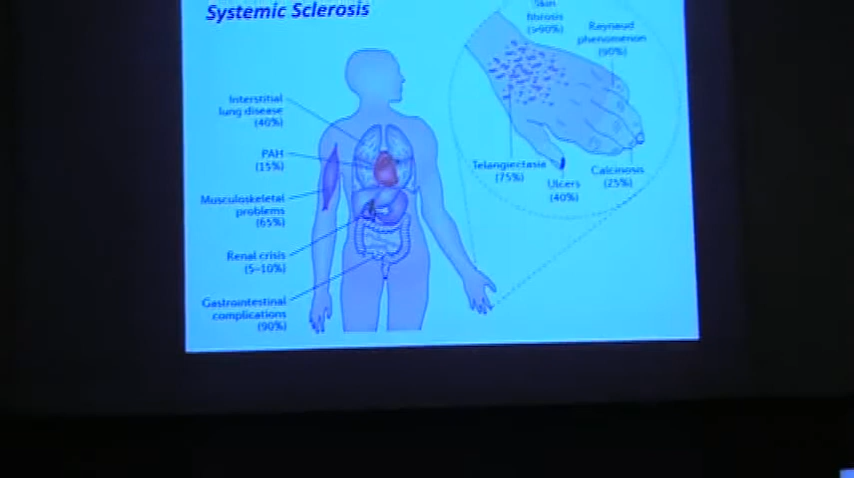 Systemic Sclerosis
Skin
fibrosis
(>90%)
Raynaud
phenomenon
(90%)
Interstitial
lung disease
(40%)
PAH
(15%)
Musculoskeletal
problems
(65%)
Renal crisis
(5–10%)
Gastrointestinal
complications
(90%)
Telangiectasia
(75%)
Ulcers
(40%)
Calcinosis
(25%)